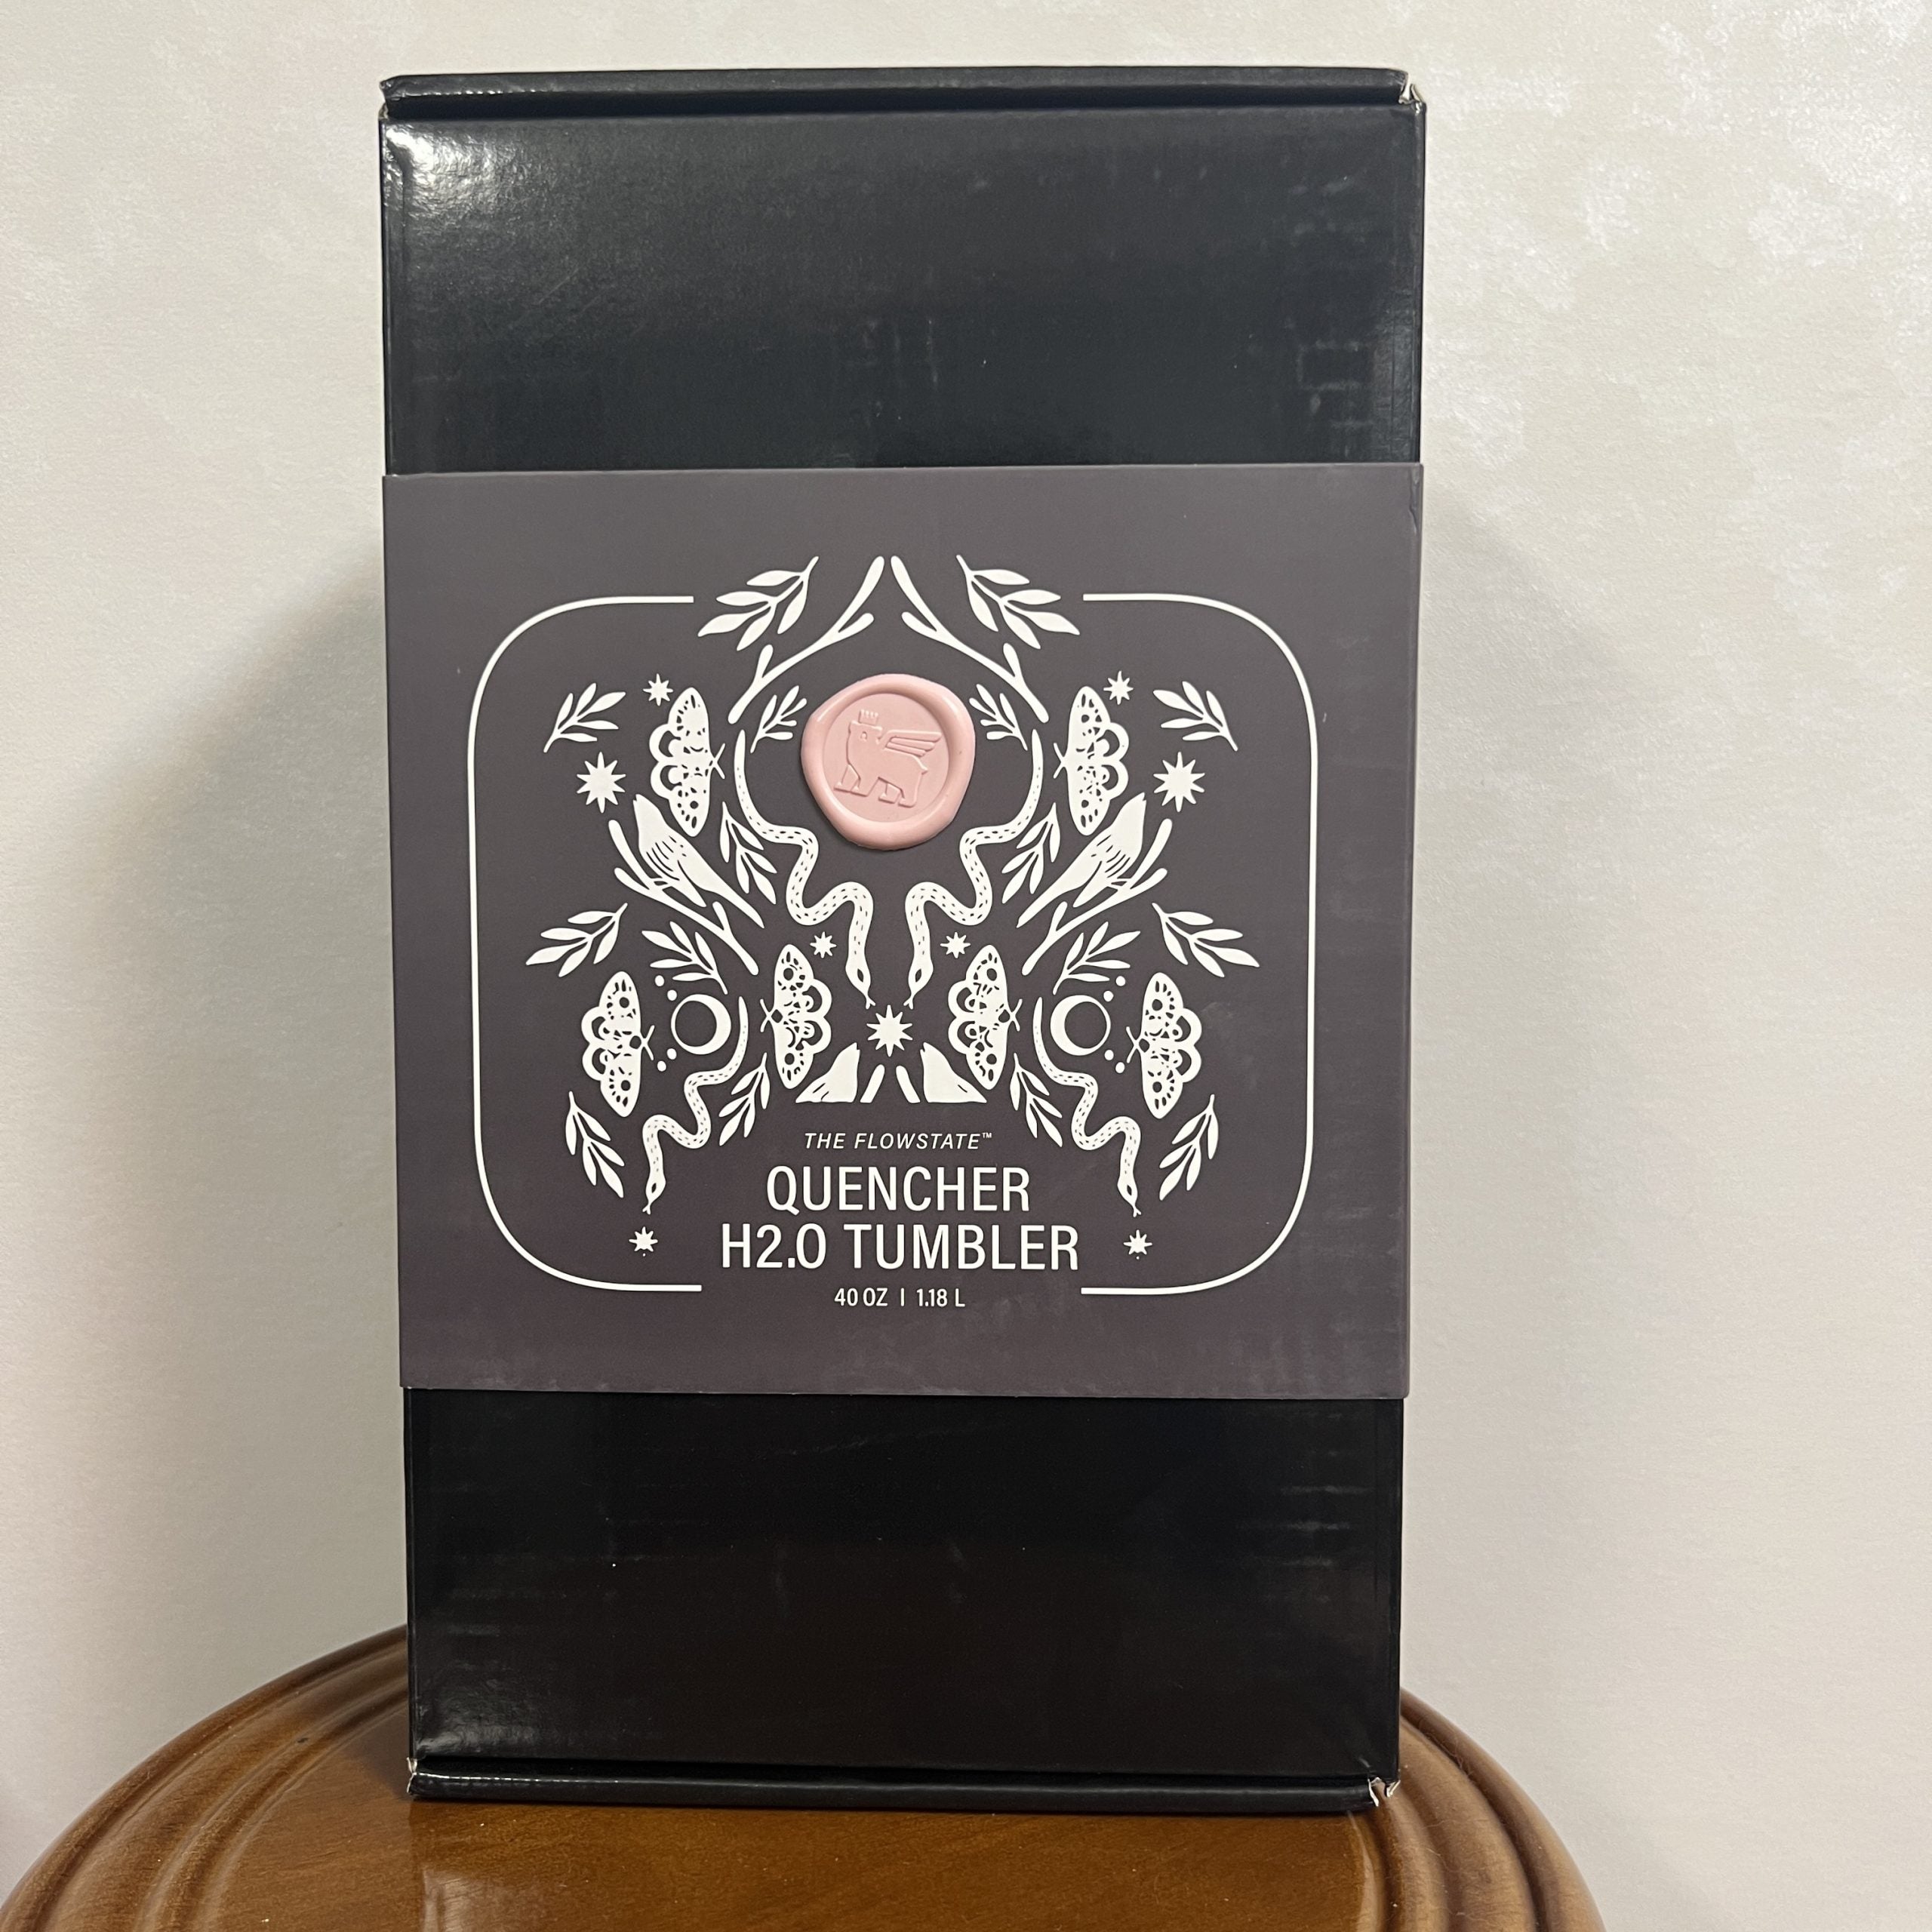 THE FLOWSTATE™
QUENCHER
H2.0 TUMBLER
40 OZ | 1.18 L